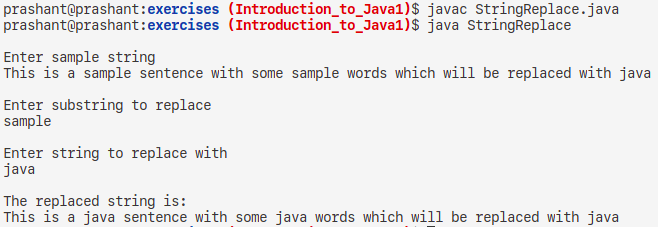 prashant@prashant:exercises (Introduction_to_Java1)$ javac StringReplace.java
prashant@prashant:exercises (Introduction_to_Java1)$ java StringReplace
Enter sample string
This is a sample sentence with some sample words which will be replaced with java
Enter substring to replace
sample
Enter string to replace with
java
The replaced string is:
This is a java sentence with some java words which will be replaced with java